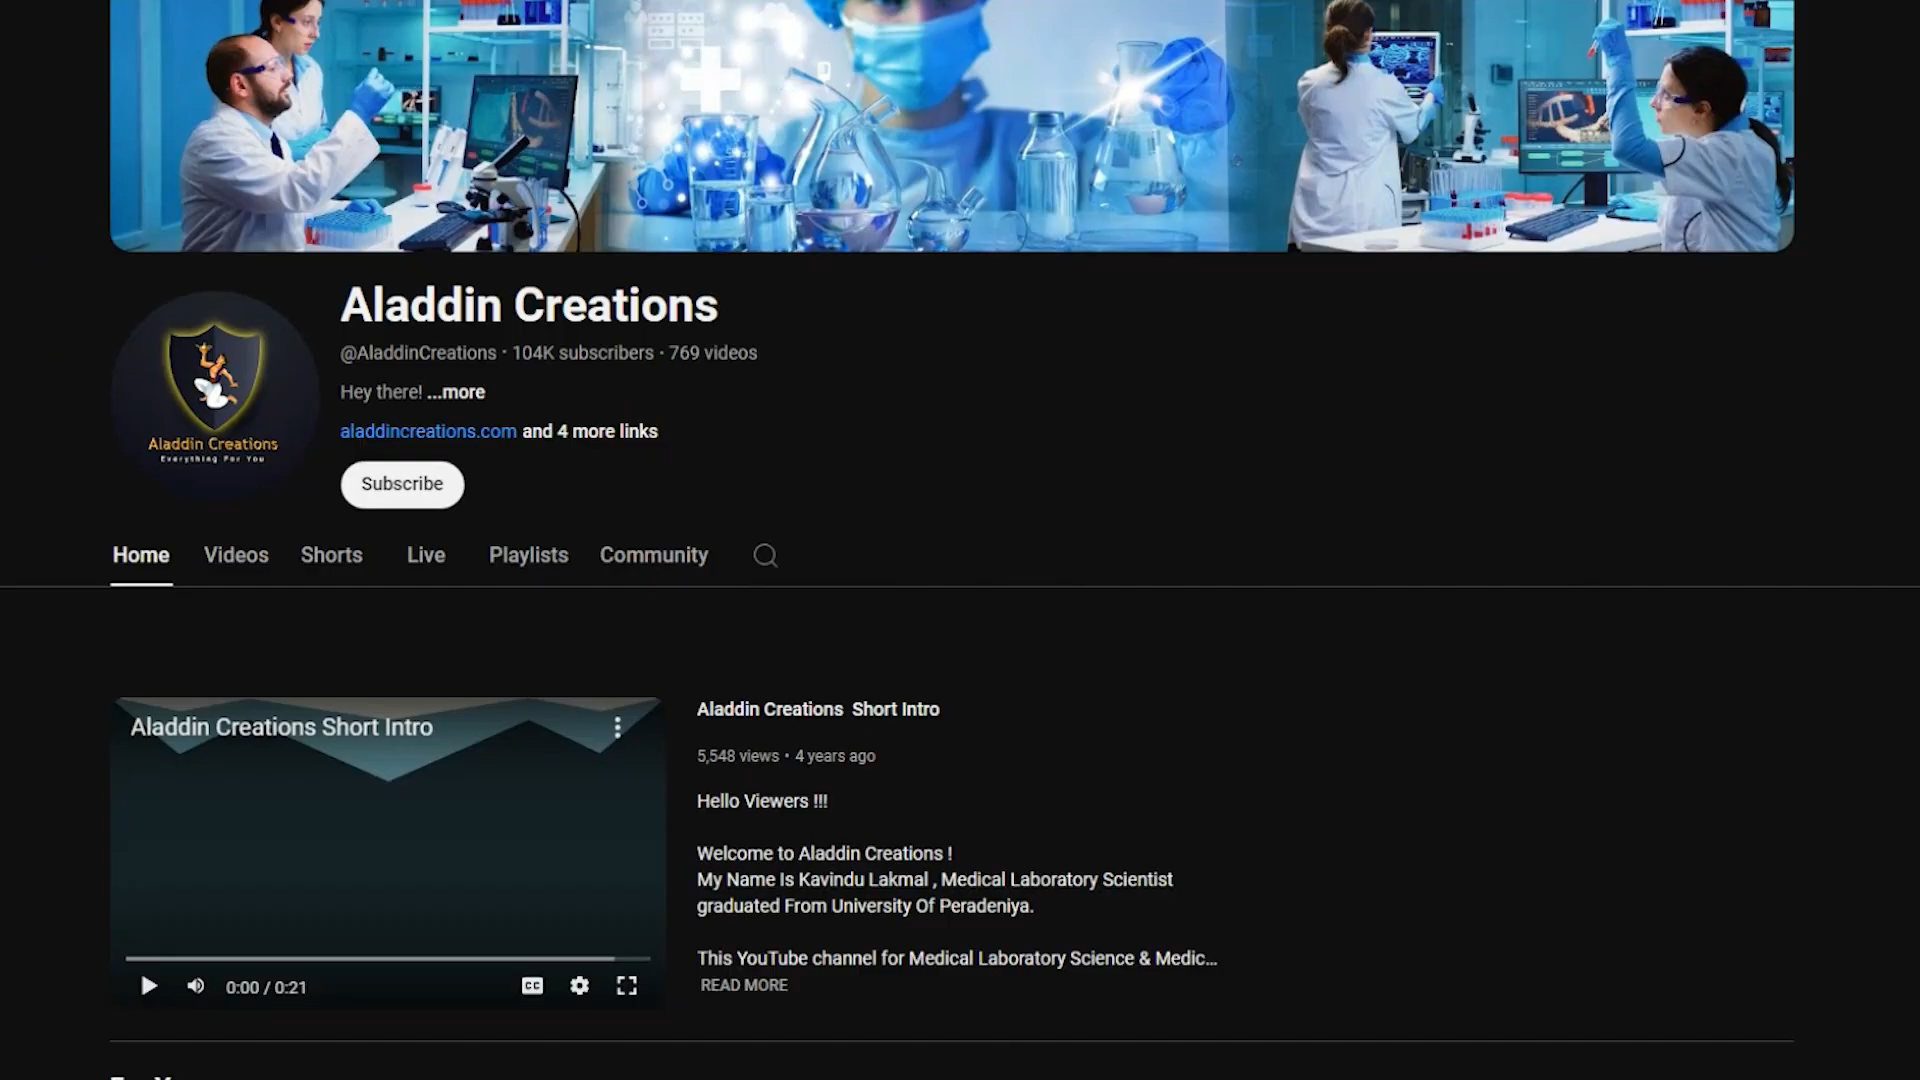 Aladdin Creations
@AladdinCreations · 104K subscribers · 769 videos
Hey there! ...more
aladdincreations.com and 4 more links
Aladdin Creations
Everything For You
Subscribe
Home Videos Shorts Live Playlists Community
Aladdin Creations Short Intro
0:00 / 0:21
CC
Aladdin Creations  Short Intro
5,548 views · 4 years ago
Hello Viewers !!!
Welcome to Aladdin Creations !
My Name Is Kavindu Lakmal , Medical Laboratory Scientist
graduated From University Of Peradeniya.
This YouTube channel for Medical Laboratory Science & Medic...
READ MORE